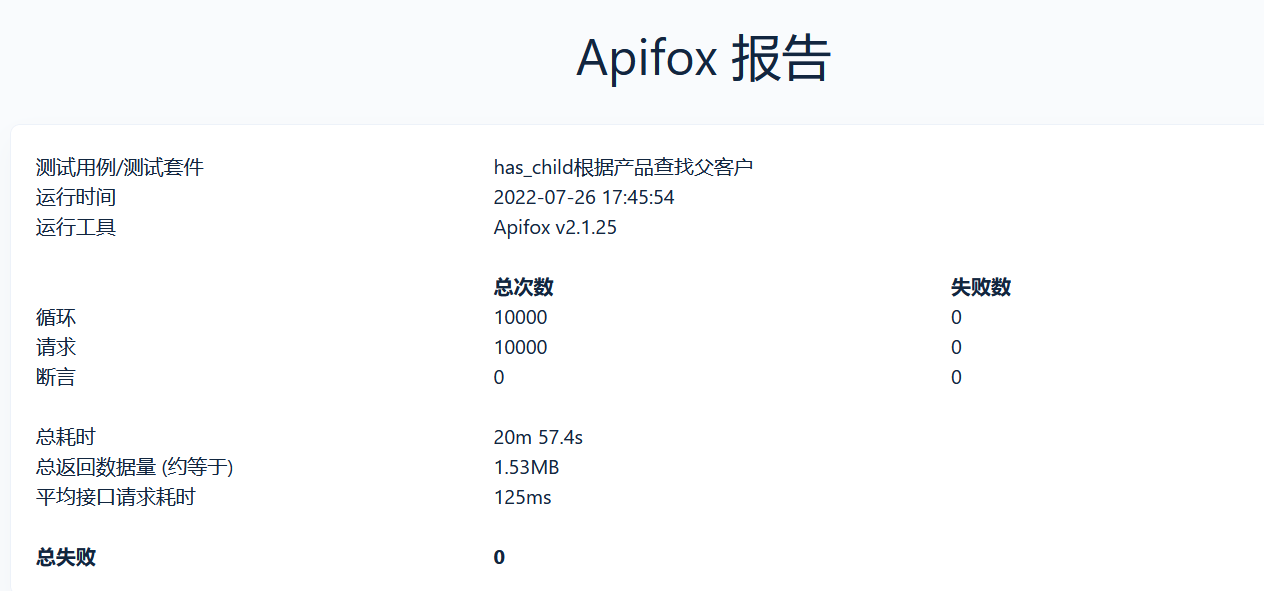 Apifox 报告
测试用例/测试套件 has_child根据产品查找父客户
运行时间 2022-07-26 17:45:54
运行工具 Apifox v2.1.25
总次数 失败数
循环 10000 0
请求 10000 0
断言 0 0
总耗时 20m 57.4s
总返回数据量 (约等于) 1.53MB
平均接口请求耗时 125ms
总失败 0